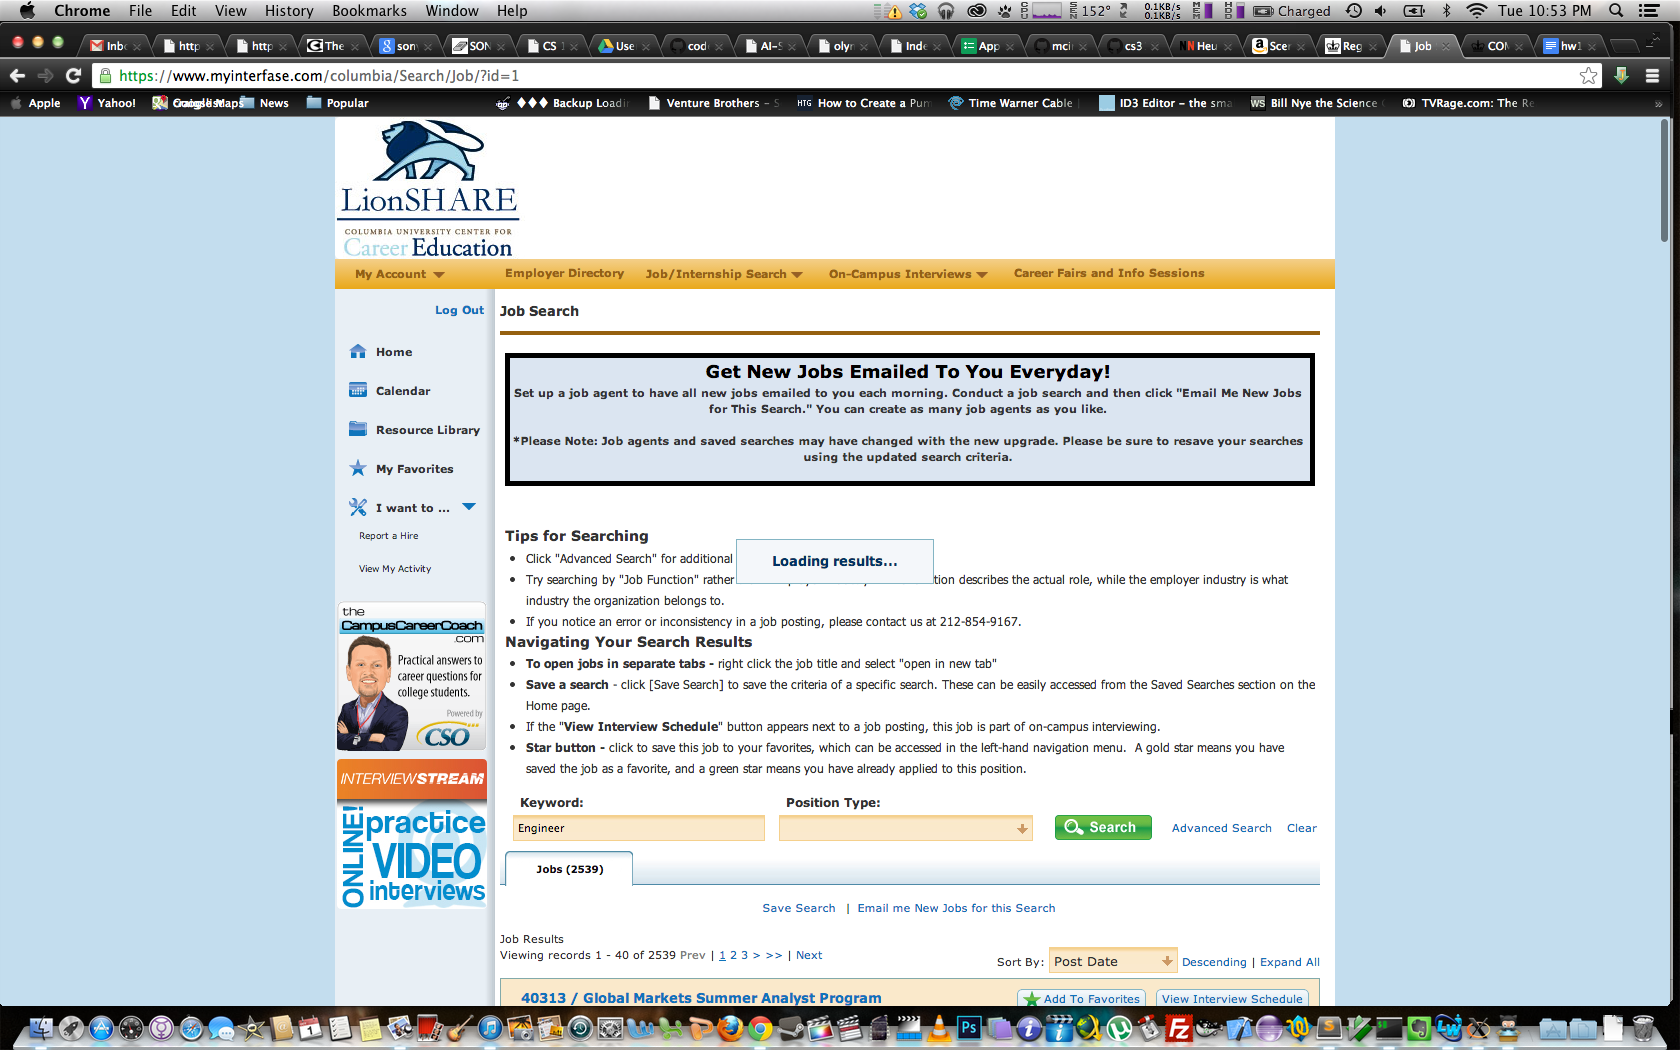 Chrome File Edit View History Bookmarks Window Help 152° 0.1KB/s 0.1KB/s Charged Tue 10:53 PM
Inb http http The son SON CS Use cod AI- oly Inde App mci cs3 Heu Scer Reg Job CO hw1
https://www.myinterfase.com/columbia/Search/Job/?id=1
Apple Yahoo! Google Maps News Popular ♦♦♦ Backup Loadi Venture Brothers – S How to Create a Pum Time Warner Cable ID3 Editor – the sma Bill Nye the Science TVRage.com: The Re »
LionSHARE
COLUMBIA UNIVERSITY CENTER FOR
Career Education
My Account Employer Directory Job/Internship Search On-Campus Interviews Career Fairs and Info Sessions
Log Out
Home
Calendar
Resource Library
My Favorites
I want to ...
Report a Hire
View My Activity
the
CampusCareerCoach
.com
Practical answers to
career questions for
college students.
Powered by
CSO
INTERVIEWSTREAM
ONLINE!
practice
VIDEO
interviews
Job Search
Get New Jobs Emailed To You Everyday!
Set up a job agent to have all new jobs emailed to you each morning. Conduct a job search and then click "Email Me New Jobs
for This Search." You can create as many job agents as you like.
*Please Note: Job agents and saved searches may have changed with the new upgrade. Please be sure to resave your searches
using the updated search criteria.
Tips for Searching
• Click "Advanced Search" for additional
Loading results...
• Try searching by "Job Function" rather tion describes the actual role, while the employer industry is what
industry the organization belongs to.
• If you notice an error or inconsistency in a job posting, please contact us at 212-854-9167.
Navigating Your Search Results
• To open jobs in separate tabs - right click the job title and select "open in new tab"
• Save a search - click [Save Search] to save the criteria of a specific search. These can be easily accessed from the Saved Searches section on the
Home page.
• If the "View Interview Schedule" button appears next to a job posting, this job is part of on-campus interviewing.
• Star button - click to save this job to your favorites, which can be accessed in the left-hand navigation menu. A gold star means you have
saved the job as a favorite, and a green star means you have already applied to this position.
Keyword: Position Type:
Engineer Search Advanced Search Clear
Jobs (2539)
Save Search | Email me New Jobs for this Search
Job Results
Viewing records 1 - 40 of 2539 Prev | 1 2 3 > >> | Next
Sort By: Post Date Descending | Expand All
40313 / Global Markets Summer Analyst Program Add To Favorites View Interview Schedule